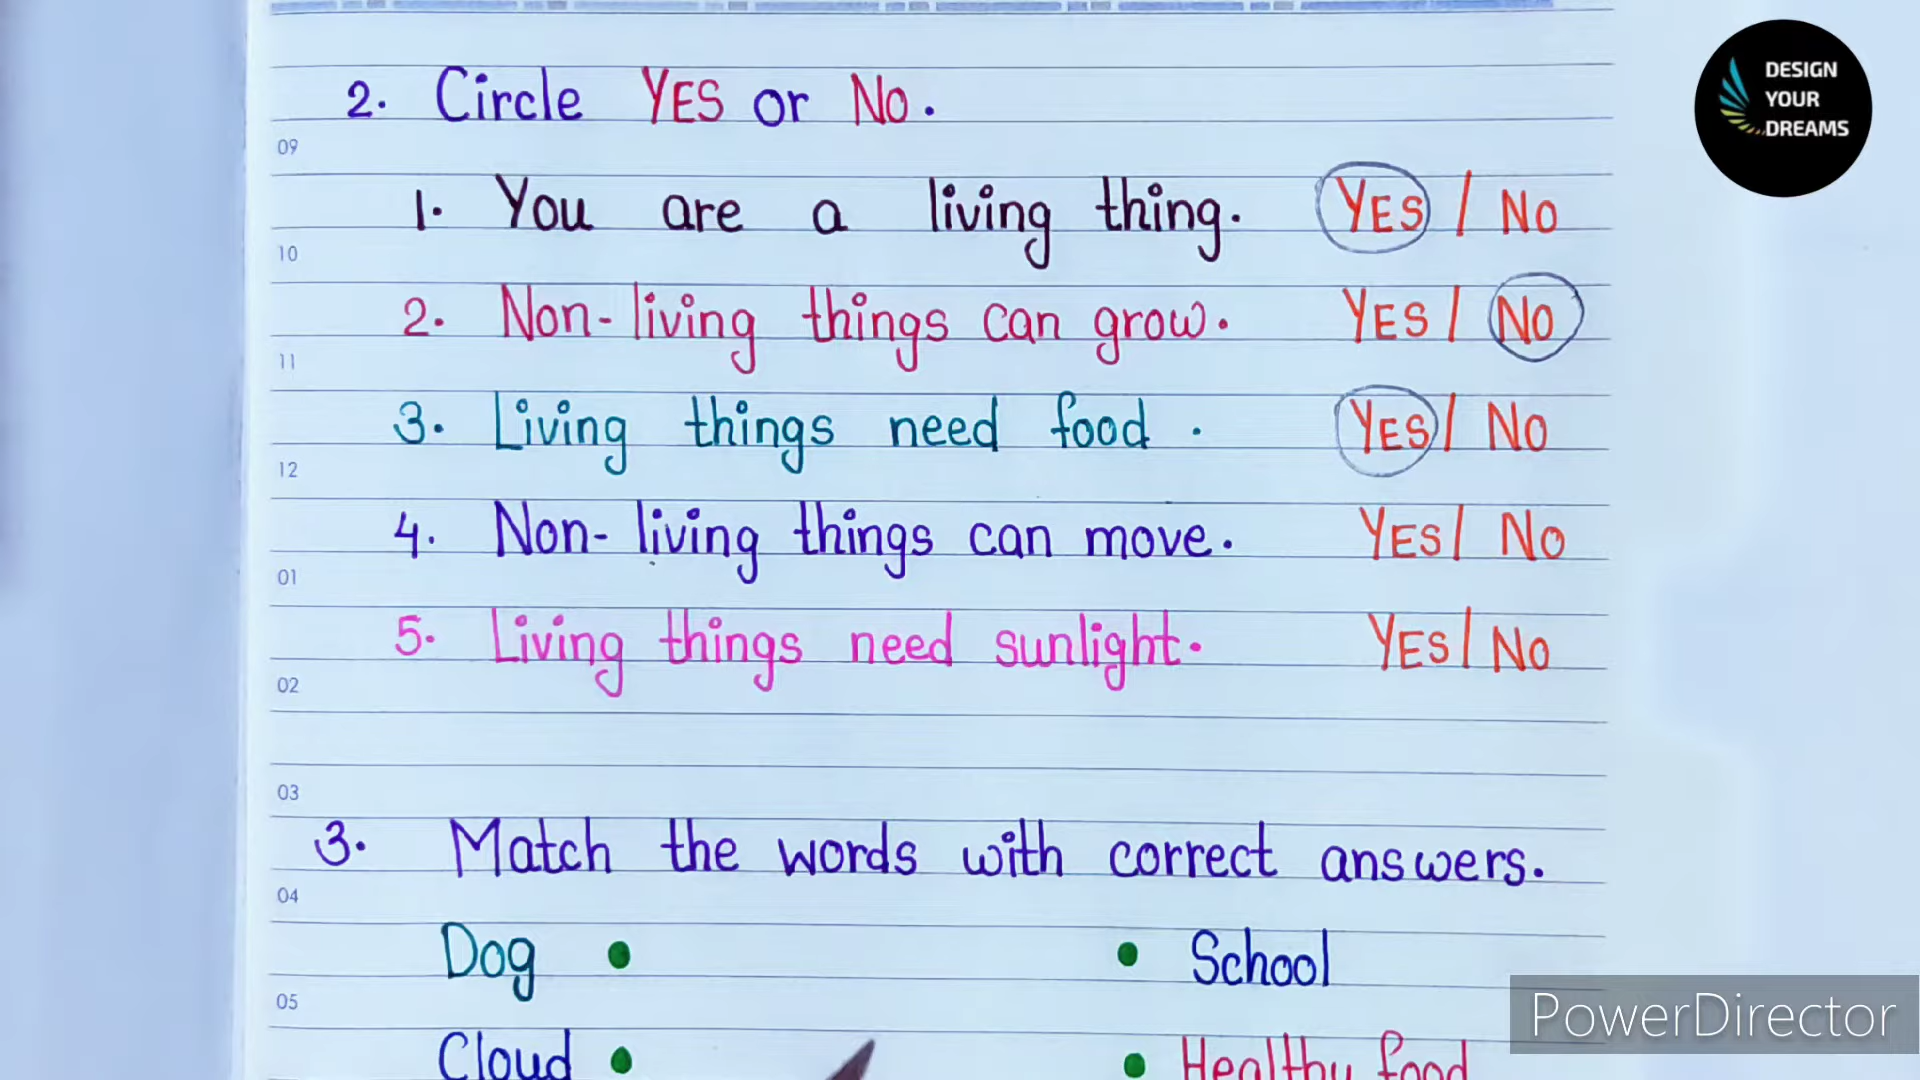 2. Circle YES or No.
09
1. You are a living thing. YES / No
10
2. Non-living things can grow. YES / No
11
3. Living things need food. YES / No
12
4. Non-living things can move. YES / No
01
5. Living things need sunlight. YES / No
02
03
3. Match the words with correct answers.
04
Dog • • School
05
Cloud • • Healthy food
DESIGN
YOUR
...DREAMS
PowerDirector